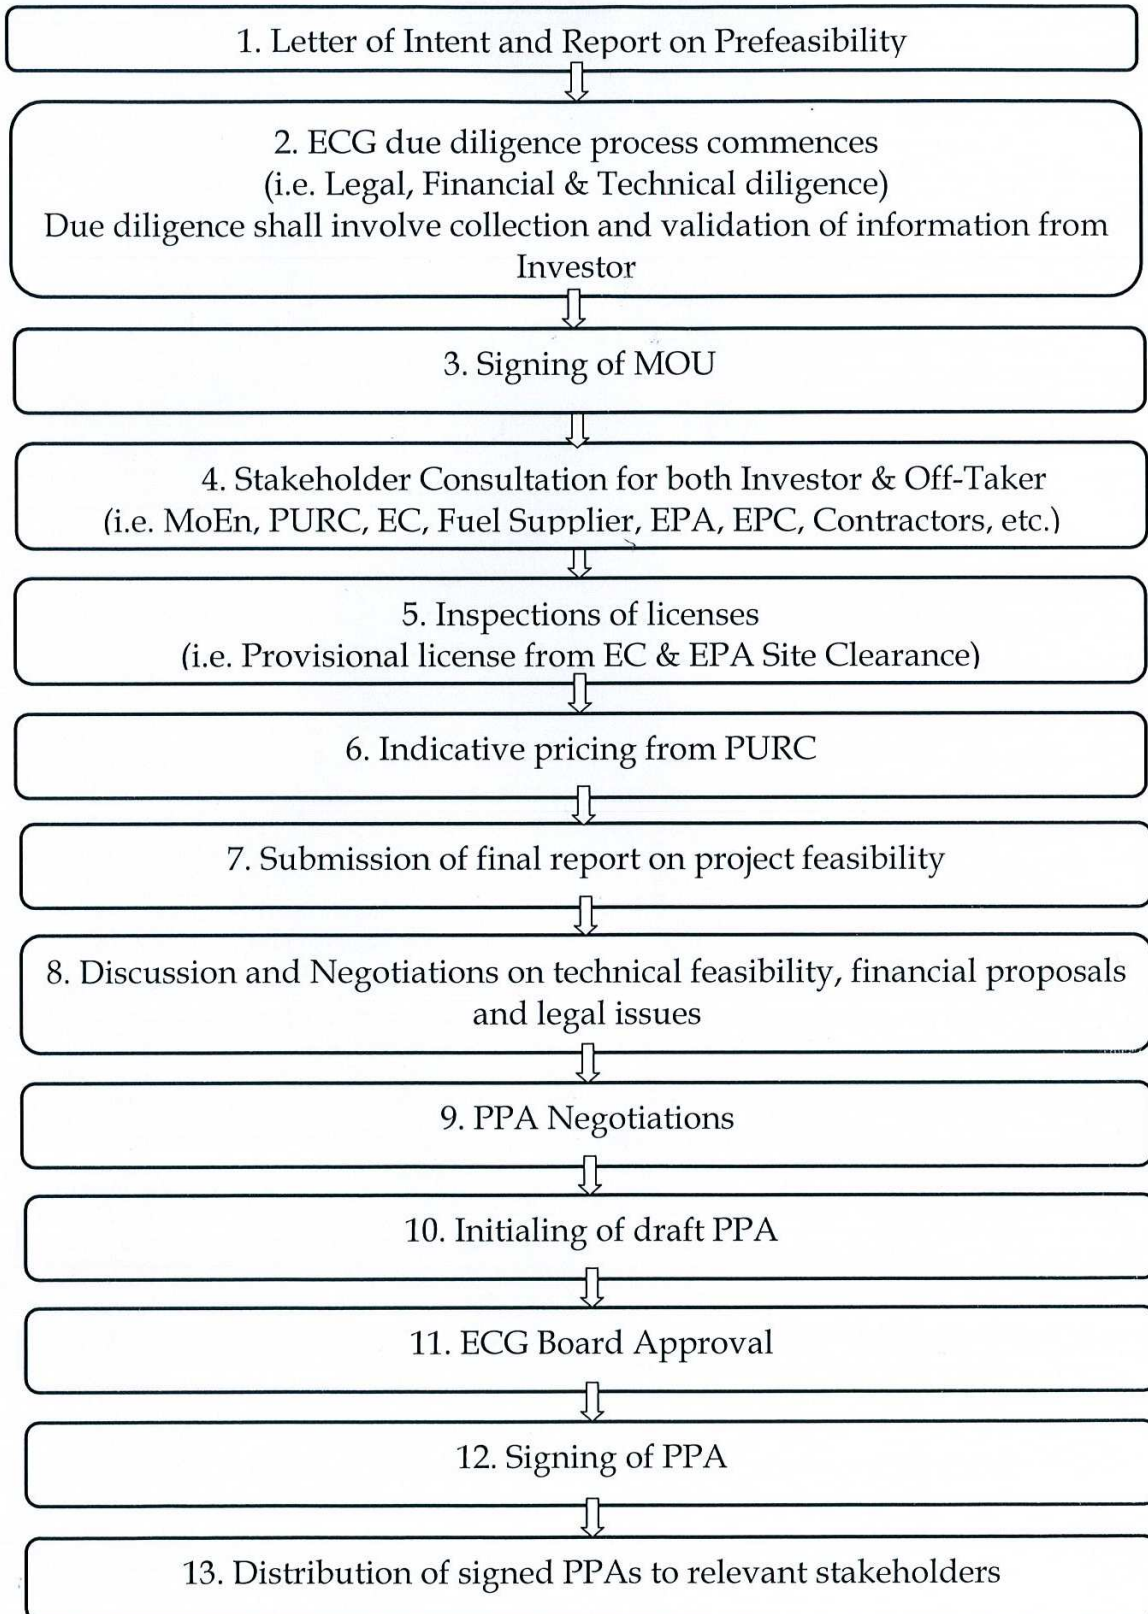 1. Letter of Intent and Report on Prefeasibility
2. ECG due diligence process commences
(i.e. Legal, Financial & Technical diligence)
Due diligence shall involve collection and validation of information from
Investor
3. Signing of MOU
4. Stakeholder Consultation for both Investor & Off-Taker
(i.e. MoEn, PURC, EC, Fuel Supplier, EPA, EPC, Contractors, etc.)
5. Inspections of licenses
(i.e. Provisional license from EC & EPA Site Clearance)
6. Indicative pricing from PURC
7. Submission of final report on project feasibility
8. Discussion and Negotiations on technical feasibility, financial proposals
and legal issues
9. PPA Negotiations
10. Initialing of draft PPA
11. ECG Board Approval
12. Signing of PPA
13. Distribution of signed PPAs to relevant stakeholders